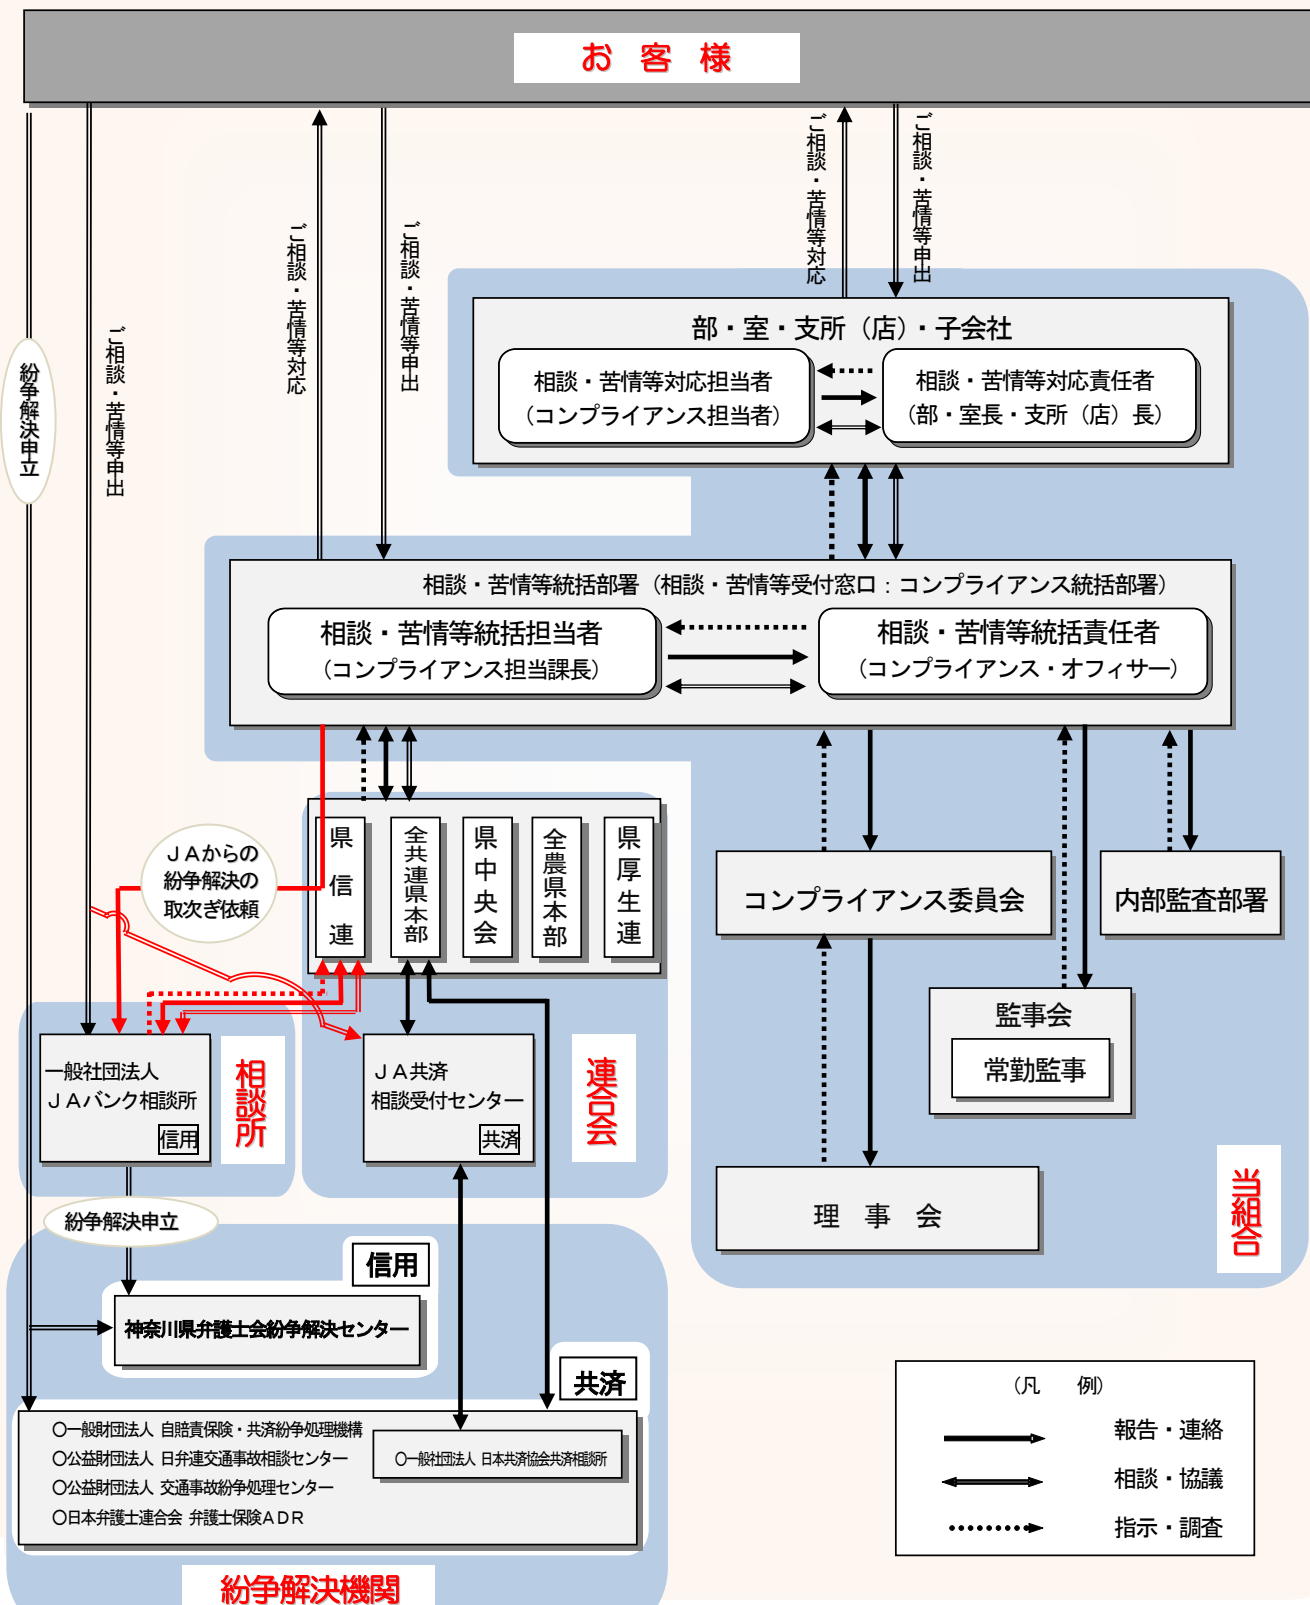 お 客 様
ご相談・苦情等対応
ご相談・苦情等申出
ご相談・苦情等対応
ご相談・苦情等申出
ご相談・苦情等申出
紛争解決申立
部・室・支所（店）・子会社
相談・苦情等対応担当者
（コンプライアンス担当者）
相談・苦情等対応責任者
（部・室長・支所（店）長）
相談・苦情等統括部署（相談・苦情等受付窓口：コンプライアンス統括部署）
相談・苦情等統括担当者
（コンプライアンス担当課長）
相談・苦情等統括責任者
（コンプライアンス・オフィサー）
ＪＡからの
紛争解決の
取次ぎ依頼
県信連
全共連県本部
県中央会
全農県本部
県厚生連
コンプライアンス委員会
内部監査部署
監事会
常勤監事
理 事 会
当組合
一般社団法人
ＪＡバンク相談所
信用
相談所
ＪＡ共済
相談受付センター
共済
連合会
紛争解決申立
信用
神奈川県弁護士会紛争解決センター
共済
〇一般財団法人 自賠責保険・共済紛争処理機構
〇公益財団法人 日弁連交通事故相談センター
〇公益財団法人 交通事故紛争処理センター
〇日本弁護士連合会 弁護士保険ＡＤＲ
〇一般社団法人 日本共済協会共済相談所
紛争解決機関
（凡 例）
報告・連絡
相談・協議
指示・調査